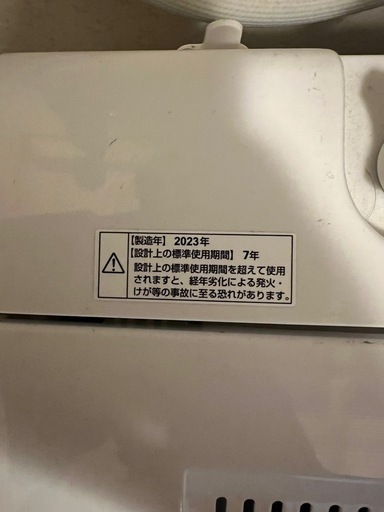 【製造年】 2023年
【設計上の標準使用期間】 7年
設計上の標準使用期間を超えて使用
されますと、経年劣化による発火・
けが等の事故に至る恐れがあります。